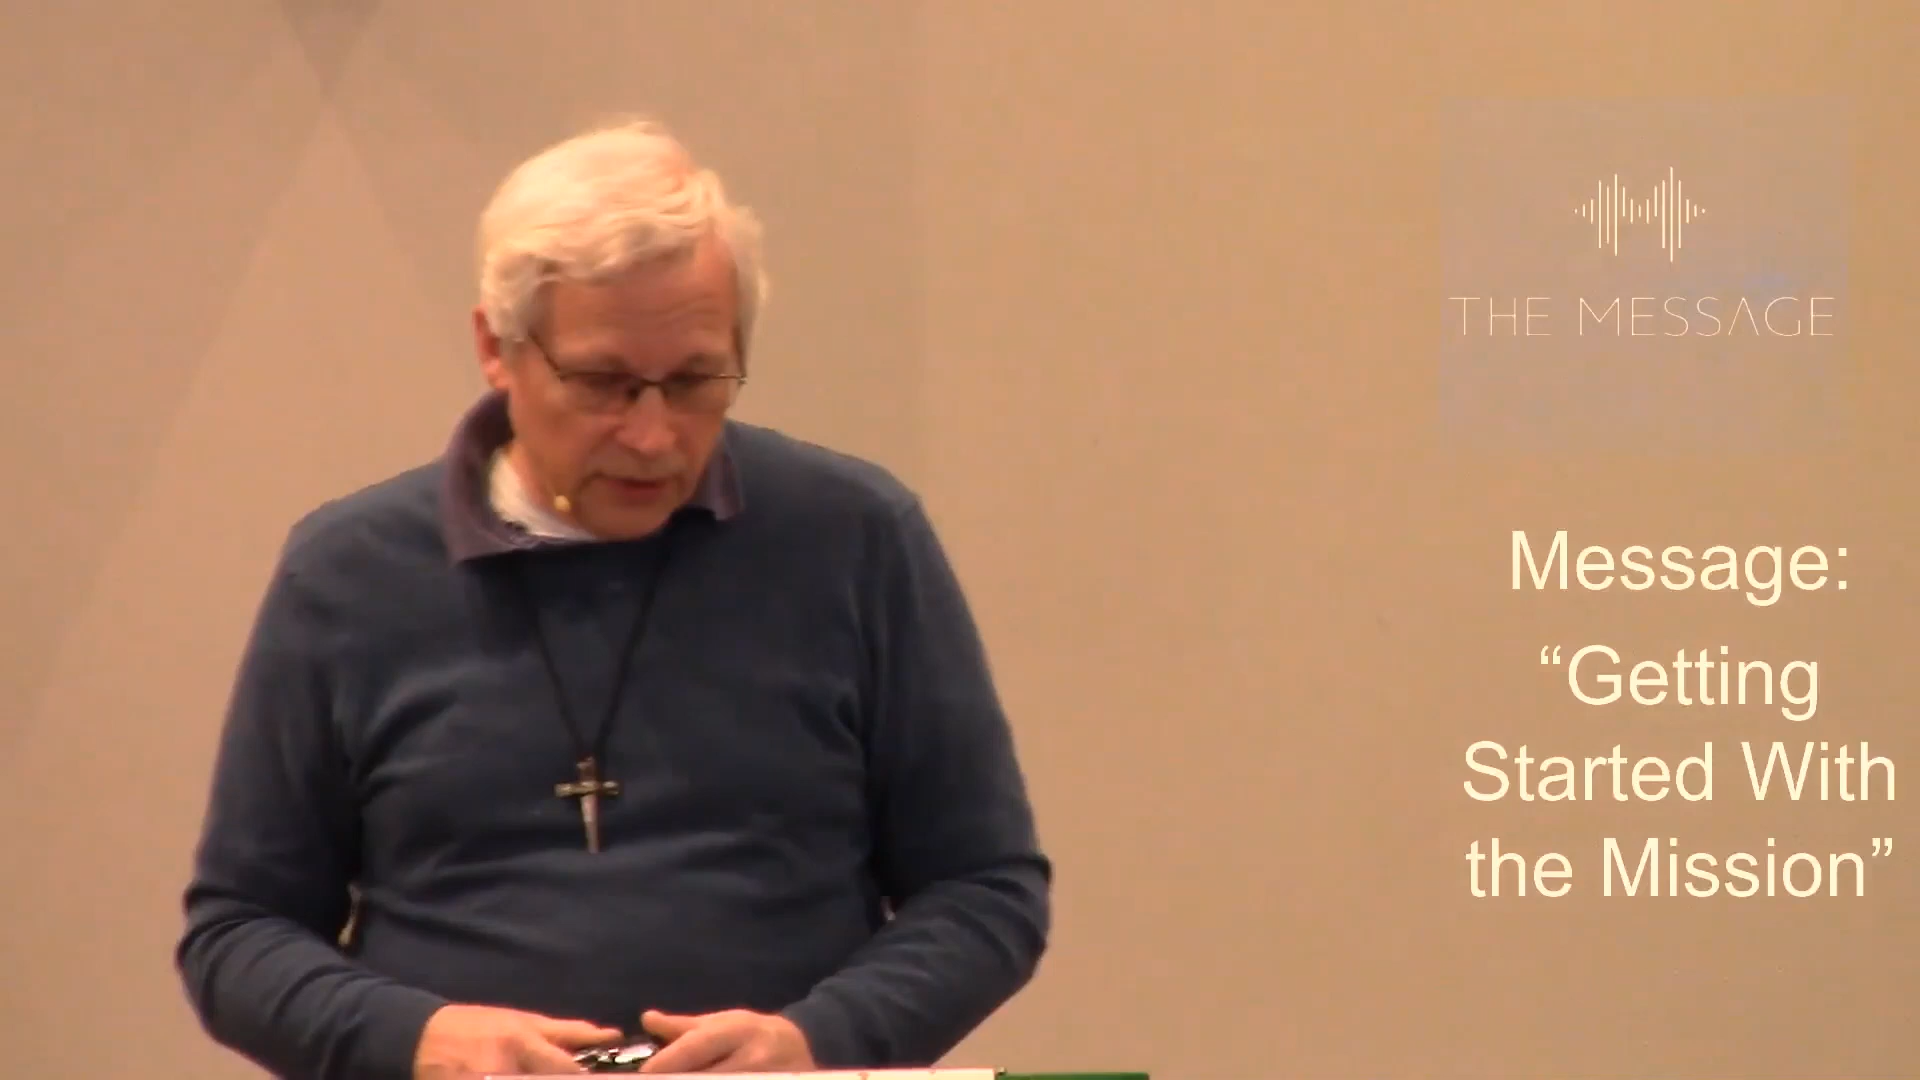 THE MESSAGE
Message:
“Getting
Started With
the Mission”